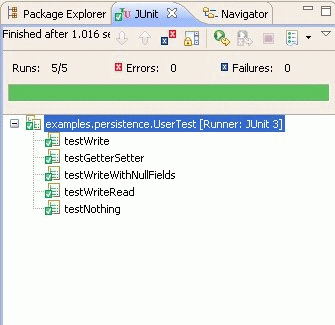 Package Explorer JUnit Navigator
Finished after 1.016 se
Runs: 5/5 Errors: 0 Failures: 0
examples.persistence.UserTest [Runner: JUnit 3]
testWrite
testGetterSetter
testWriteWithNullFields
testWriteRead
testNothing